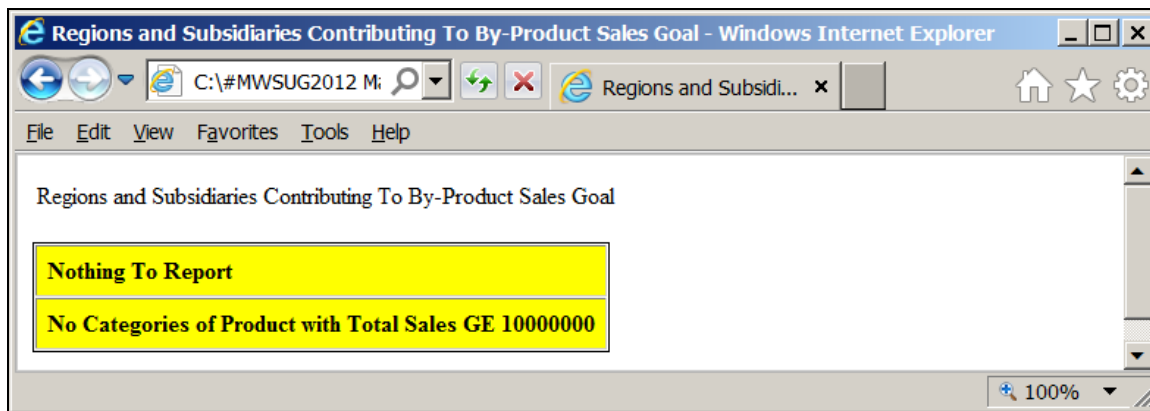 Regions and Subsidiaries Contributing To By-Product Sales Goal - Windows Internet Explorer
C:\#MWSUG2012 Ma
Regions and Subsidi...
File Edit View Favorites Tools Help
Regions and Subsidiaries Contributing To By-Product Sales Goal
Nothing To Report
No Categories of Product with Total Sales GE 10000000
100%